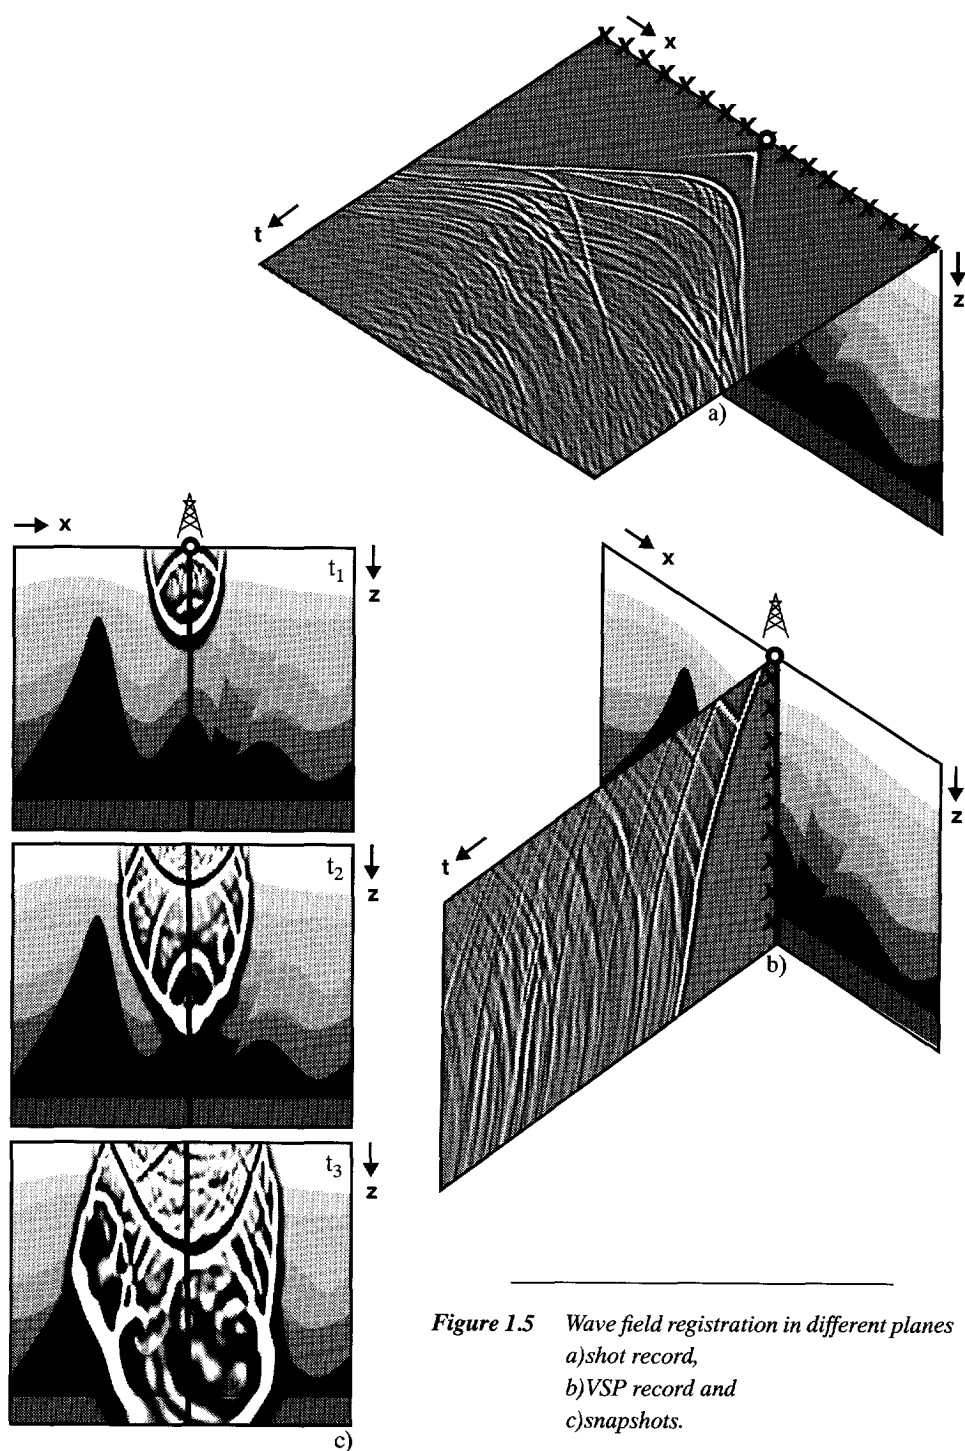 x
t
z
a)
x
t₁
z
t₂
z
t₃
z
c)
x
z
t
b)
Figure 1.5 Wave field registration in different planes
a)shot record,
b)VSP record and
c)snapshots.